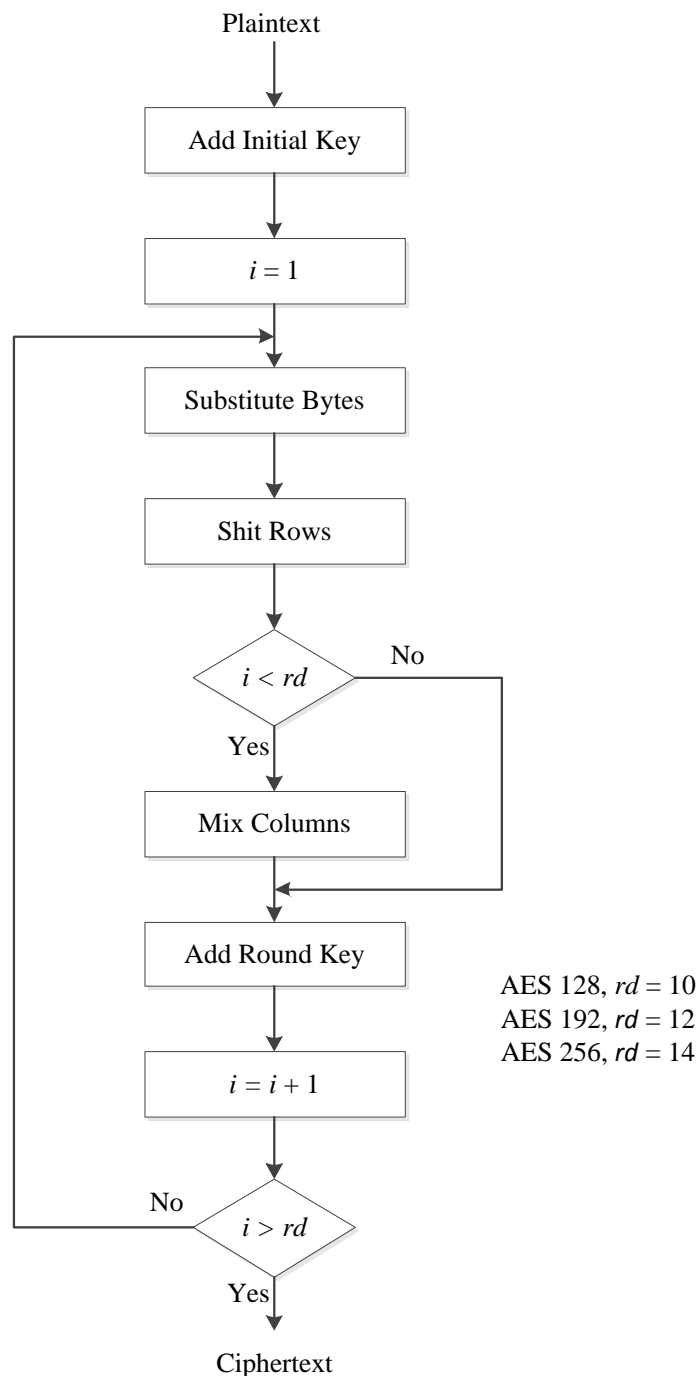 Plaintext
Add Initial Key
i = 1
Substitute Bytes
Shit Rows
i < rd
No
Yes
Mix Columns
Add Round Key
AES 128, rd = 10
AES 192, rd = 12
AES 256, rd = 14
i = i + 1
No
i > rd
Yes
Ciphertext